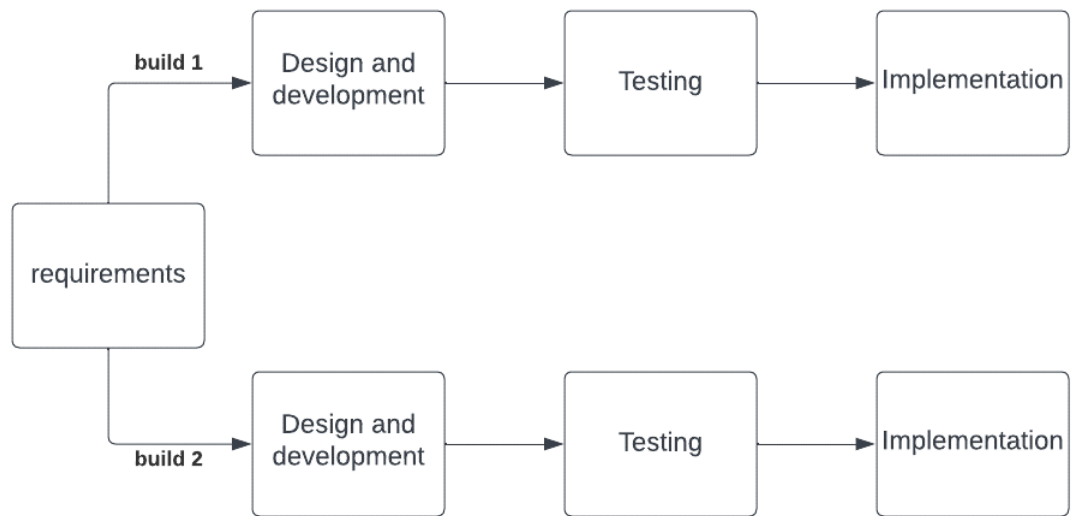 build 1
Design and
development
Testing
Implementation
requirements
build 2
Design and
development
Testing
Implementation